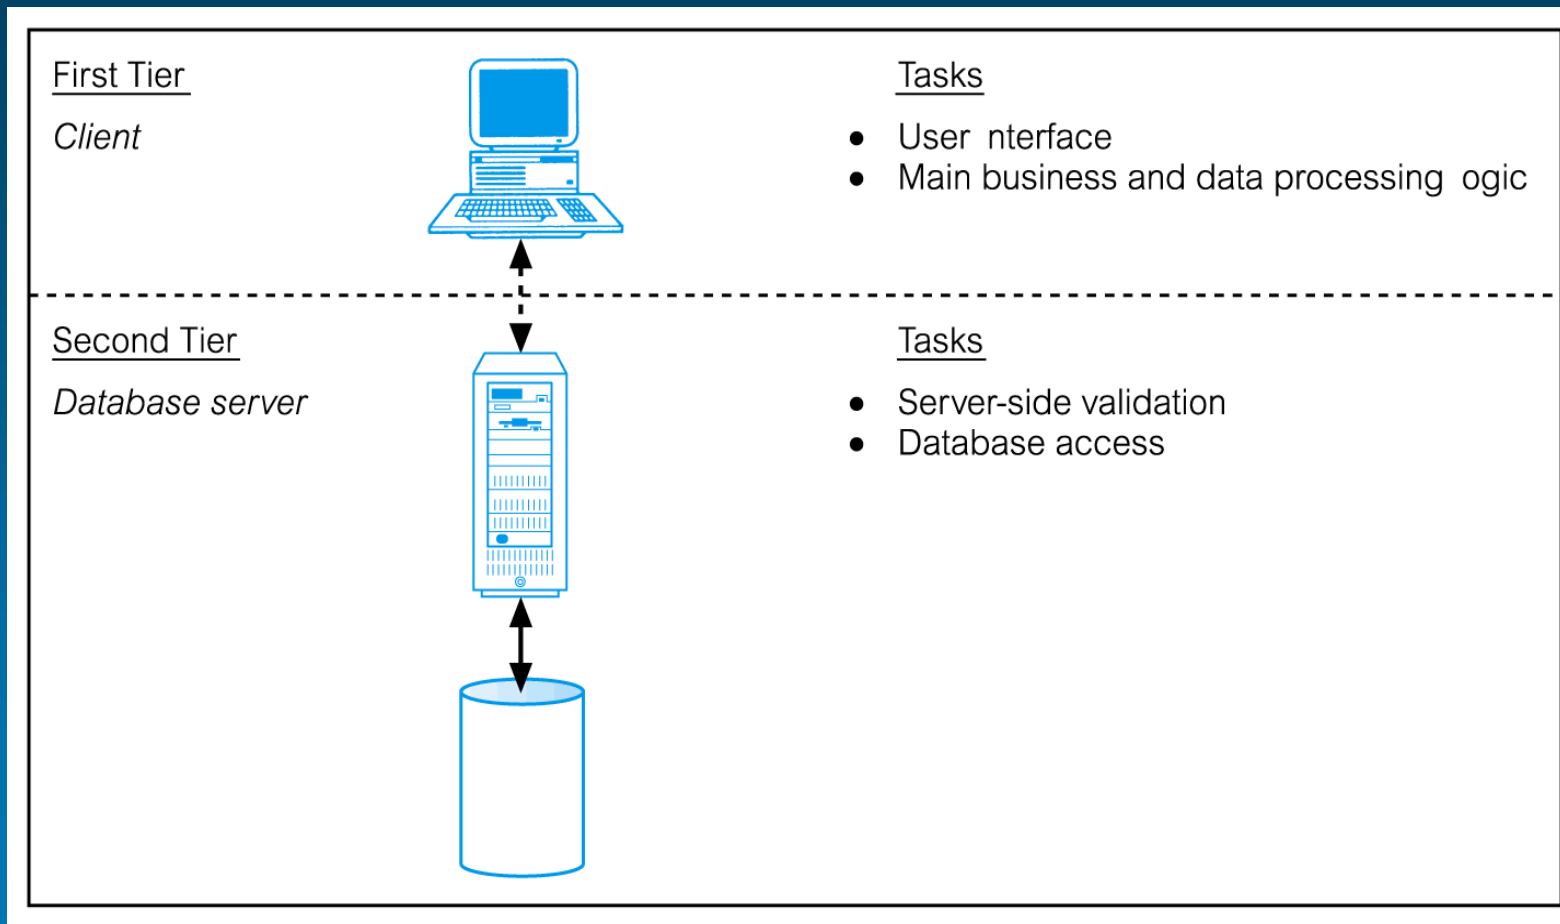 First Tier
Tasks
Client
● User nterface
● Main business and data processing ogic
Second Tier
Tasks
Database server
● Server-side validation
● Database access